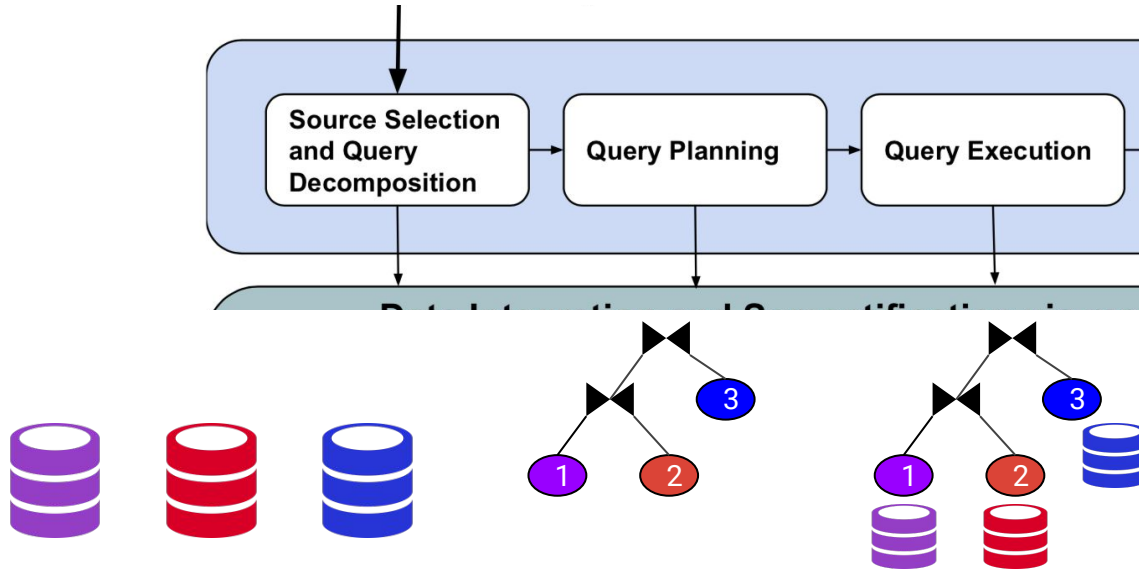 Source Selection
and Query
Decomposition
Query Planning
Query Execution
3
3
1
2
1
2